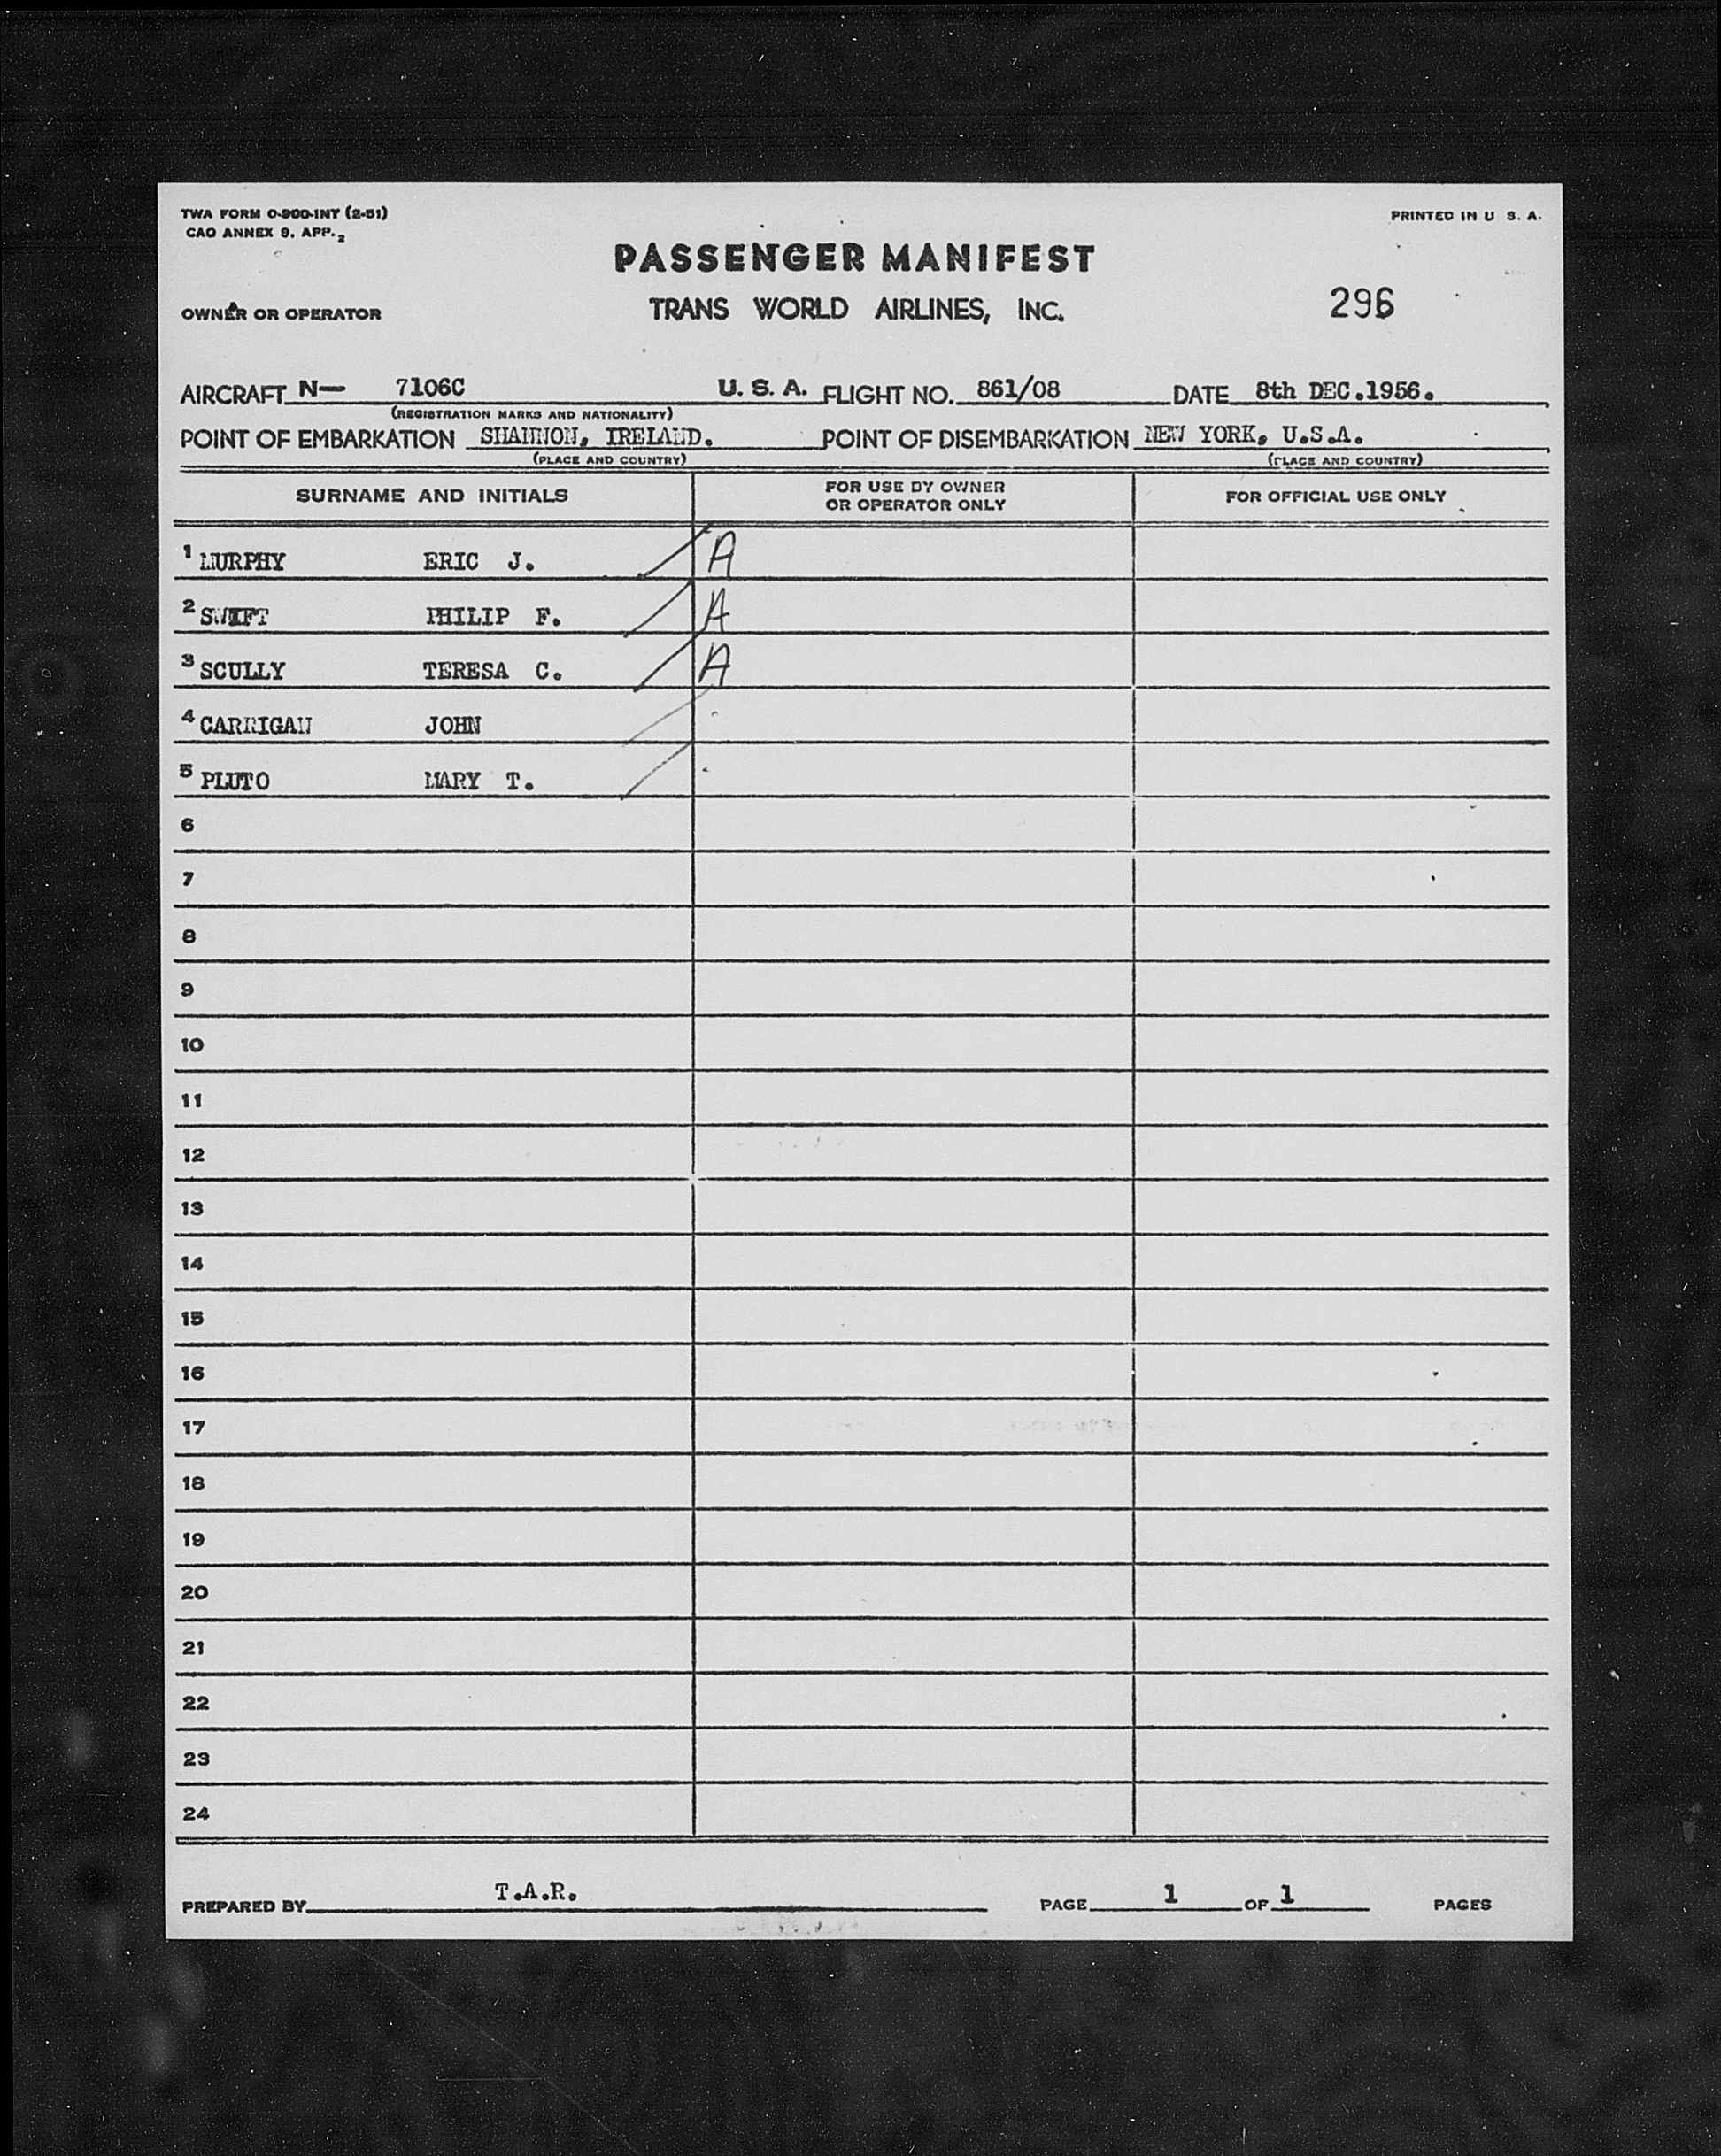 TWA FORM O-900-INT (2-51)
PRINTED IN U S. A.
CAO ANNEX 9, APP. 2
PASSENGER MANIFEST
OWNER OR OPERATOR TRANS WORLD AIRLINES, INC. 296
AIRCRAFT N— 7106C U. S. A. FLIGHT NO. 861/08 DATE 8th DEC.1956.
(REGISTRATION MARKS AND NATIONALITY)
POINT OF EMBARKATION SHANNON, IRELAND. POINT OF DISEMBARKATION NEW YORK, U.S.A.
(PLACE AND COUNTRY) (PLACE AND COUNTRY)
SURNAME AND INITIALS FOR USE BY OWNER OR OPERATOR ONLY FOR OFFICIAL USE ONLY
1 MURPHY ERIC J. A
2 SWIFT PHILIP F. A
3 SCULLY TERESA C. A
4 CARRIGAN JOHN
5 PLUTO MARY T.
6
7
8
9
10
11
12
13
14
15
16
17
18
19
20
21
22
23
24
PREPARED BY T.A.R. PAGE 1 OF 1 PAGES